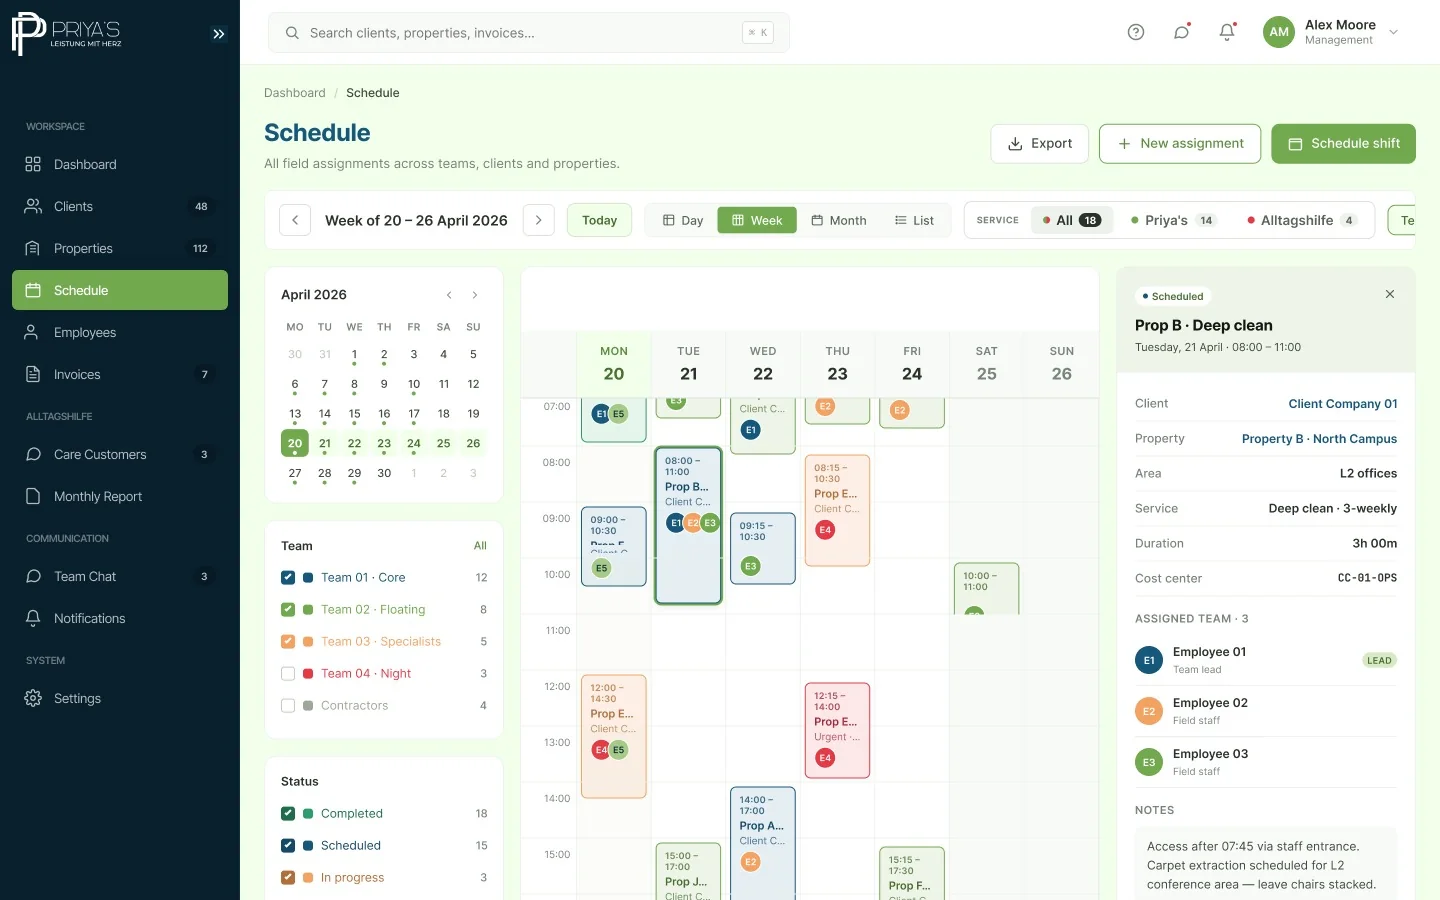 PRIYA'S
LEISTUNG MIT HERZ
WORKSPACE
Dashboard
Clients 48
Properties 112
Schedule
Employees
Invoices 7
ALLTAGSHILFE
Care Customers 3
Monthly Report
COMMUNICATION
Team Chat 3
Notifications
SYSTEM
Settings
Search clients, properties, invoices... ⌘ K
AM
Alex Moore
Management
Dashboard / Schedule
Schedule
All field assignments across teams, clients and properties.
Export
New assignment
Schedule shift
Week of 20 – 26 April 2026
Today
Day
Week
Month
List
SERVICE
All 18
Priya's 14
Alltagshilfe 4
Te
April 2026
MO TU WE TH FR SA SU
30 31 1 2 3 4 5
6 7 8 9 10 11 12
13 14 15 16 17 18 19
20 21 22 23 24 25 26
27 28 29 30 1 2 3
Team All
Team 01 · Core 12
Team 02 · Floating 8
Team 03 · Specialists 5
Team 04 · Night 3
Contractors 4
Status
Completed 18
Scheduled 15
In progress 3
MON TUE WED THU FRI SAT SUN
20 21 22 23 24 25 26
07:00
08:00
09:00
10:00
11:00
12:00
13:00
14:00
15:00
E1 E5
09:00 –
10:30
Prop F...
Client C...
E5
12:00 –
14:30
Prop E...
Client C...
E4 E5
E3
08:00 –
11:00
Prop B...
Client C...
E1 E2 E3
15:00 –
17:00
Prop J...
Client C...
Client C...
E1
09:15 –
10:30
E3
14:00 –
17:00
Prop A...
Client C...
E2
E2
08:15 –
10:30
Prop E...
Client C...
E4
12:15 –
14:00
Prop E...
Urgent ·...
E4
E2
15:15 –
17:30
Prop F...
Client C...
10:00 –
11:00
Scheduled
Prop B · Deep clean
Tuesday, 21 April · 08:00 – 11:00
Client Client Company 01
Property Property B · North Campus
Area L2 offices
Service Deep clean · 3-weekly
Duration 3h 00m
Cost center CC-01-OPS
ASSIGNED TEAM · 3
E1
Employee 01
Team lead
LEAD
E2
Employee 02
Field staff
E3
Employee 03
Field staff
NOTES
Access after 07:45 via staff entrance.
Carpet extraction scheduled for L2
conference area — leave chairs stacked.